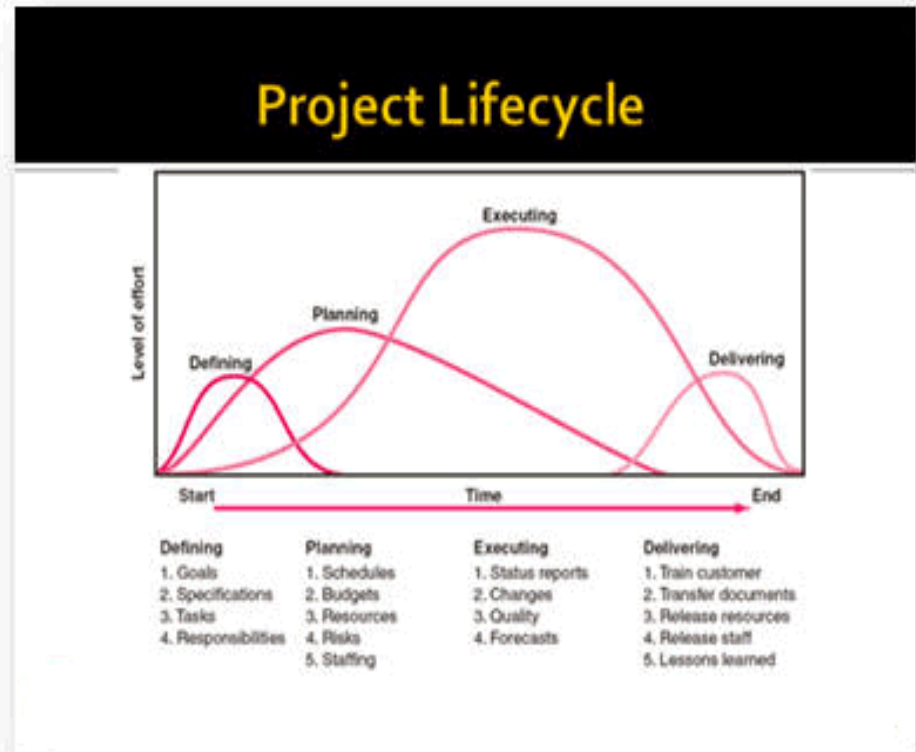 Project Lifecycle
Executing
Planning
Defining
Delivering
Level of effort
Start Time End
Defining Planning Executing Delivering
1. Goals 1. Schedules 1. Status reports 1. Train customer
2. Specifications 2. Budgets 2. Changes 2. Transfer documents
3. Tasks 3. Resources 3. Quality 3. Release resources
4. Responsibilities 4. Risks 4. Forecasts 4. Release staff
5. Staffing 5. Lessons learned